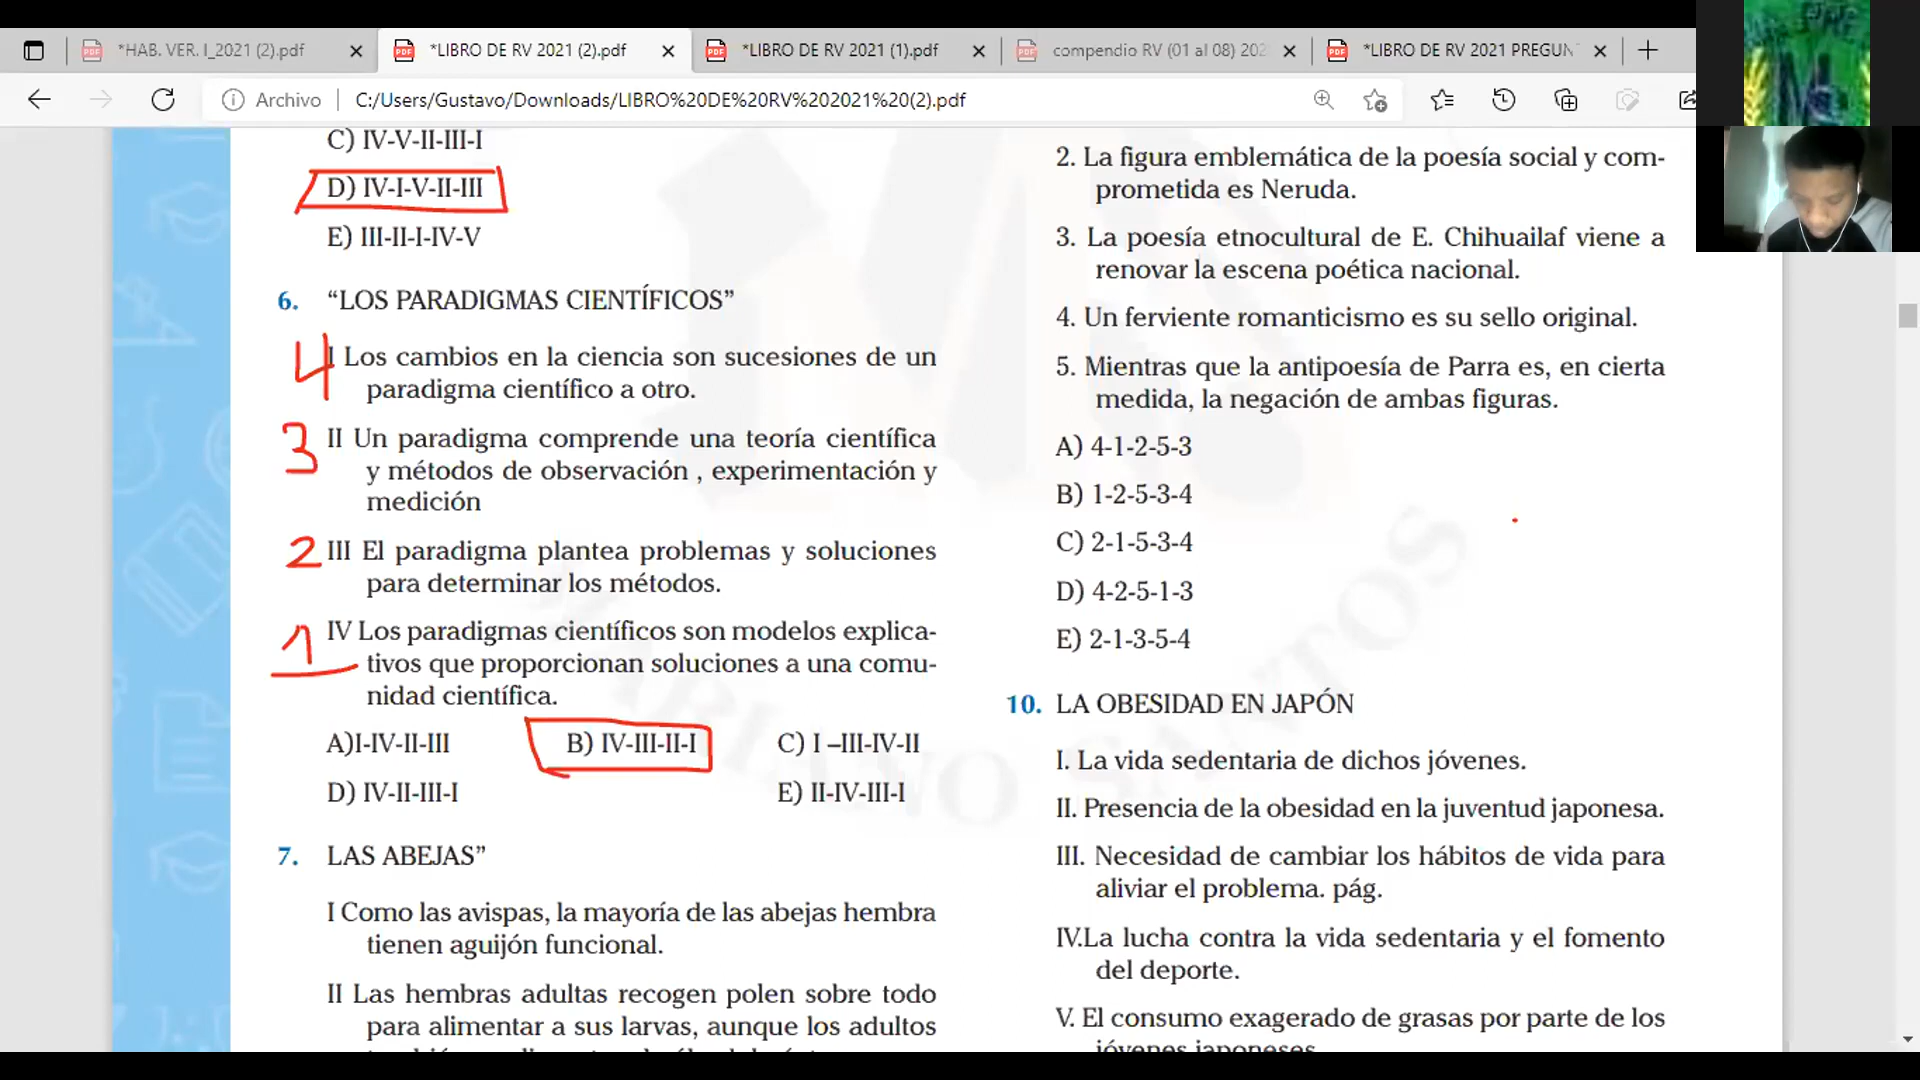 *HAB. VER. I_2021 (2).pdf
*LIBRO DE RV 2021 (2).pdf
*LIBRO DE RV 2021 (1).pdf
compendio RV (01 al 08) 202
*LIBRO DE RV 2021 PREGUN
Archivo
C:/Users/Gustavo/Downloads/LIBRO%20DE%20RV%202021%20(2).pdf
C) IV-V-II-III-I
D) IV-I-V-II-III
E) III-II-I-IV-V
6. “LOS PARADIGMAS CIENTÍFICOS”
4 I Los cambios en la ciencia son sucesiones de un
paradigma científico a otro.
3 II Un paradigma comprende una teoría científica
y métodos de observación , experimentación y
medición
2 III El paradigma plantea problemas y soluciones
para determinar los métodos.
1 IV Los paradigmas científicos son modelos explica-
tivos que proporcionan soluciones a una comu-
nidad científica.
A)I-IV-II-III B) IV-III-II-I C) I –III-IV-II
D) IV-II-III-I E) II-IV-III-I
7. LAS ABEJAS”
I Como las avispas, la mayoría de las abejas hembra
tienen aguijón funcional.
II Las hembras adultas recogen polen sobre todo
para alimentar a sus larvas, aunque los adultos
2. La figura emblemática de la poesía social y com-
prometida es Neruda.
3. La poesía etnocultural de E. Chihuailaf viene a
renovar la escena poética nacional.
4. Un ferviente romanticismo es su sello original.
5. Mientras que la antipoesía de Parra es, en cierta
medida, la negación de ambas figuras.
A) 4-1-2-5-3
B) 1-2-5-3-4
C) 2-1-5-3-4
D) 4-2-5-1-3
E) 2-1-3-5-4
10. LA OBESIDAD EN JAPÓN
I. La vida sedentaria de dichos jóvenes.
II. Presencia de la obesidad en la juventud japonesa.
III. Necesidad de cambiar los hábitos de vida para
aliviar el problema. pág.
IV.La lucha contra la vida sedentaria y el fomento
del deporte.
V. El consumo exagerado de grasas por parte de los
jóvenes japoneses.
MARIANO SANTOS